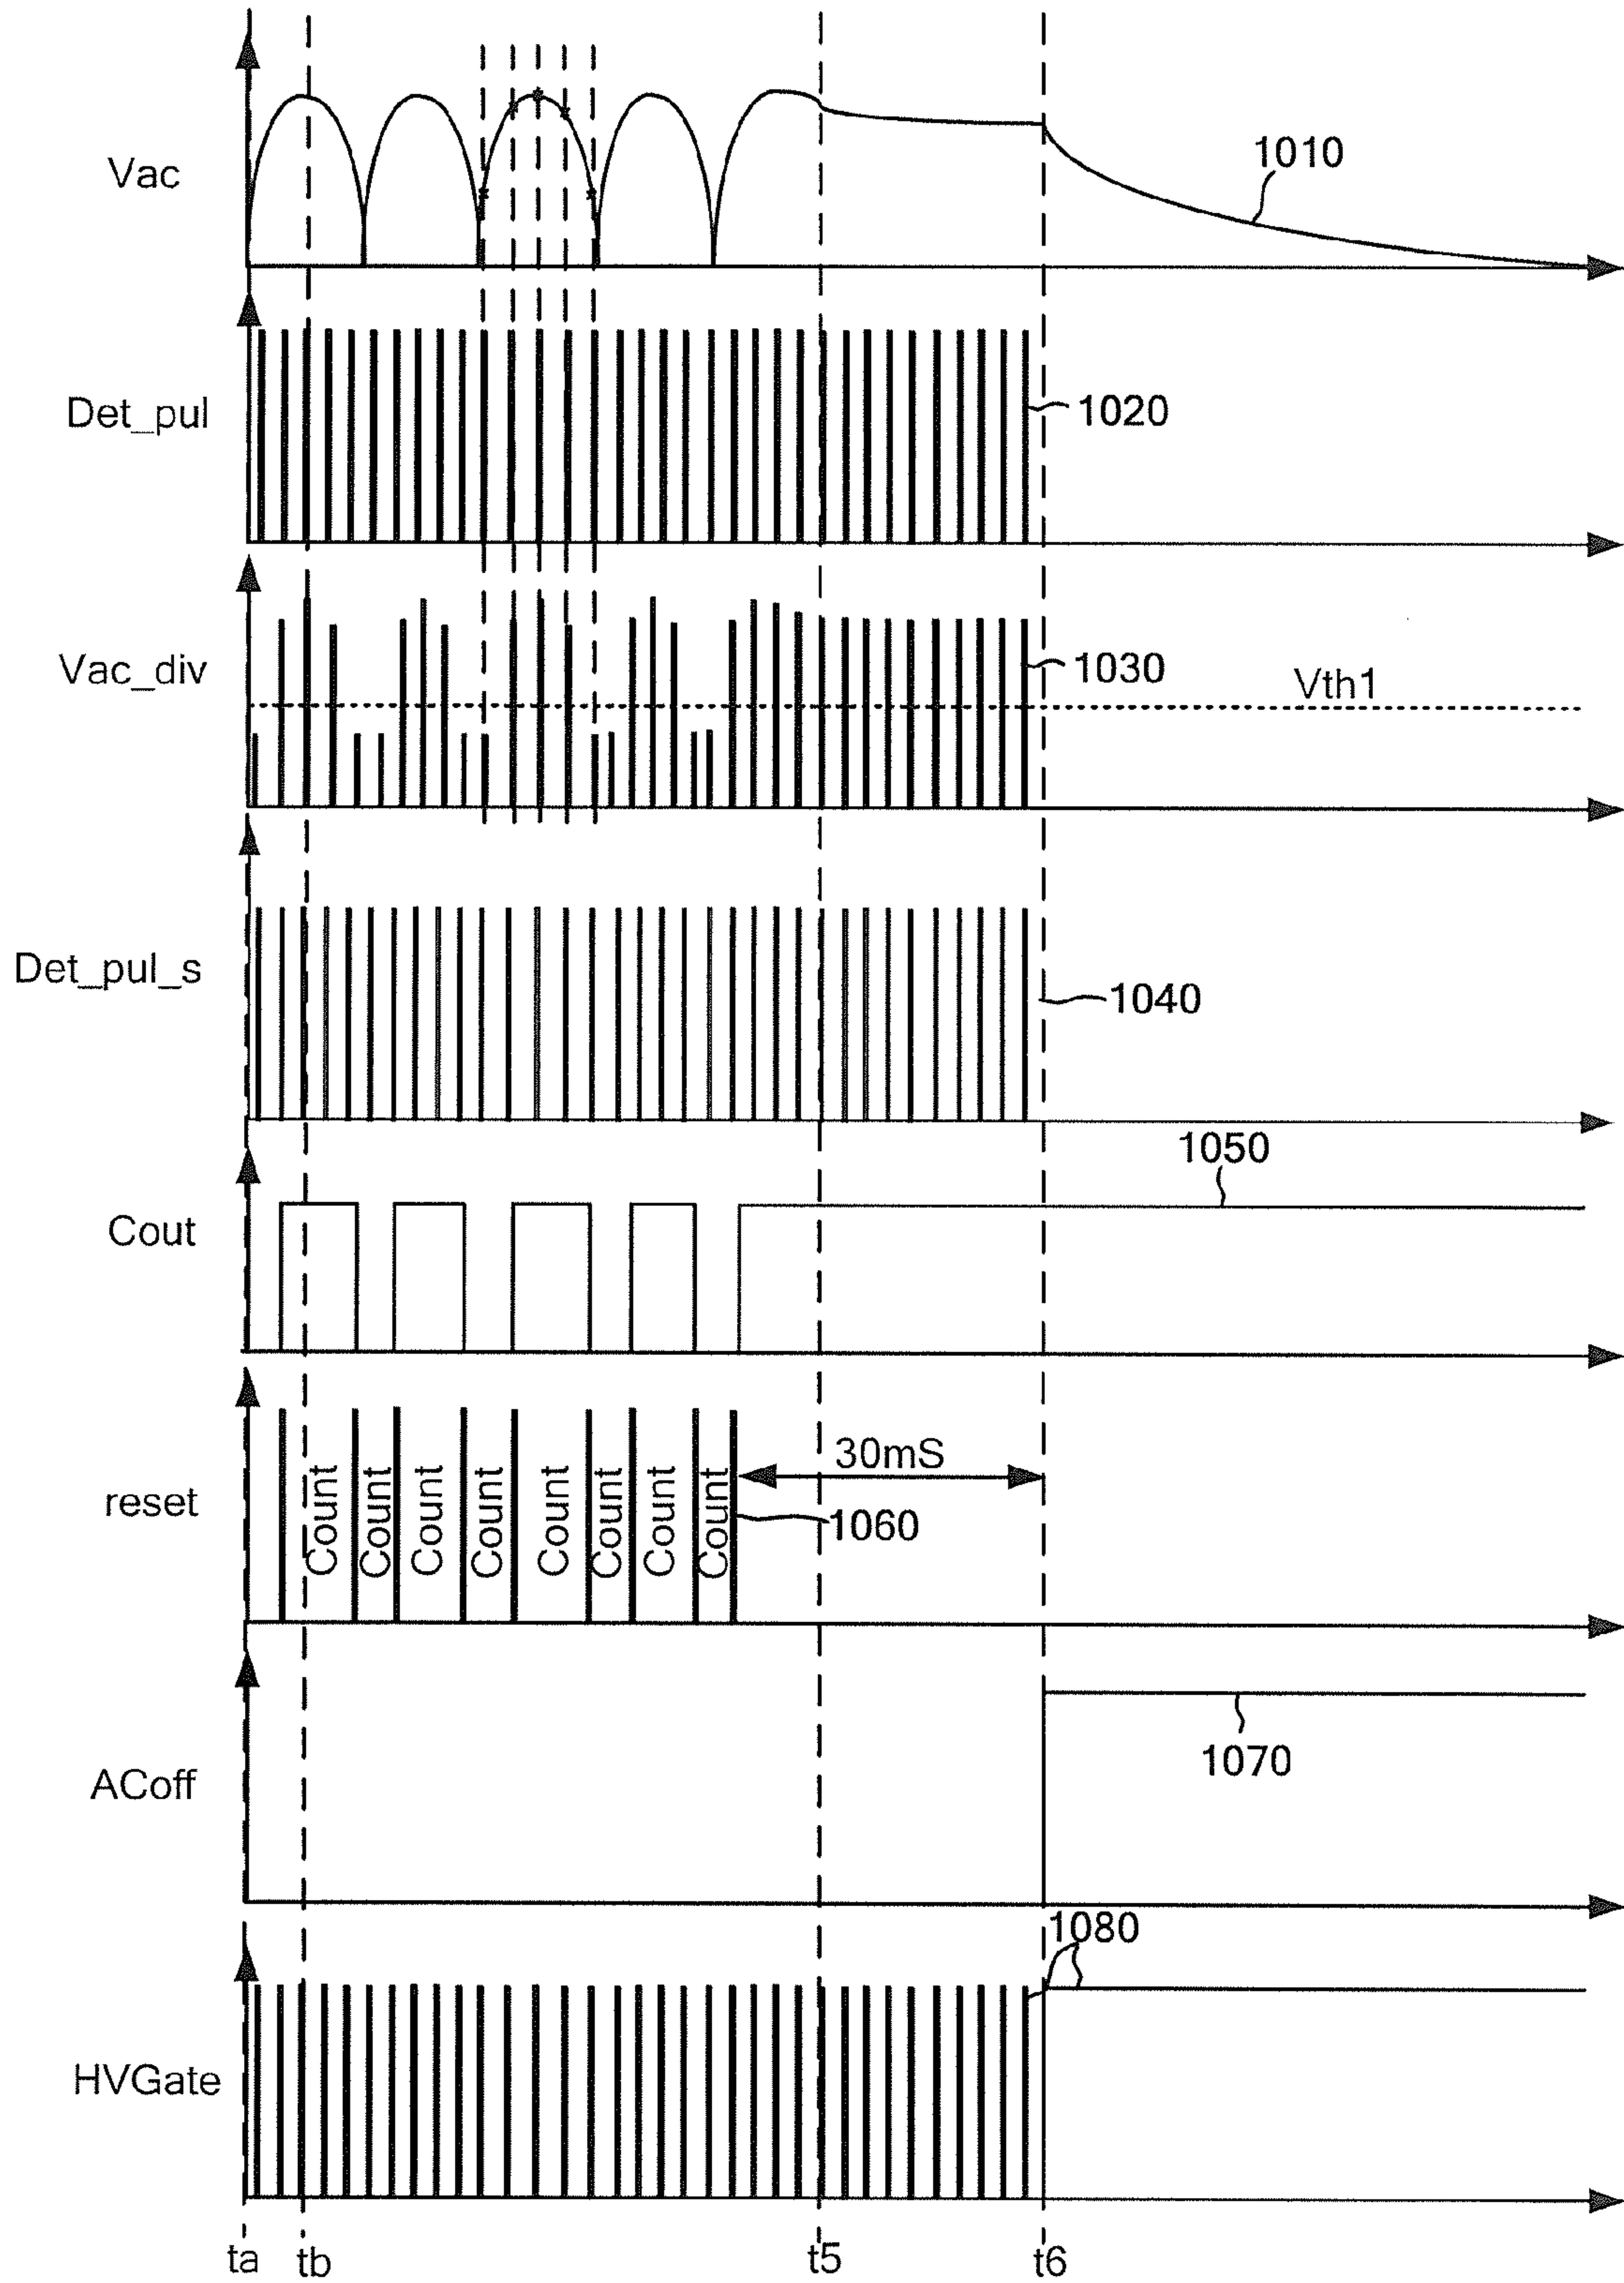 Vac
1010
Det_pul
1020
Vac_div
1030
Vth1
Det_pul_s
1040
1050
Cout
reset
Count
Count
Count
Count
Count
Count
Count
Count
30mS
1060
ACoff
1070
1080
HVGate
ta
tb
t5
t6